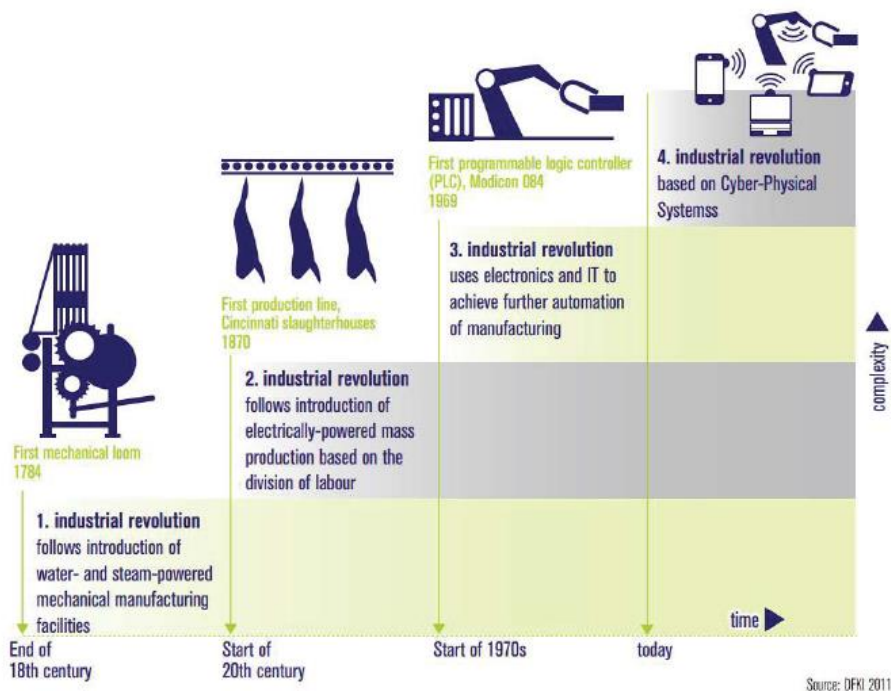 4. industrial revolution
based on Cyber-Physical
Systemss
First programmable logic controller
(PLC), Modicon 084
1969
3. industrial revolution
uses electronics and IT to
achieve further automation
of manufacturing
First production line,
Cincinnati slaughterhouses
1870
2. industrial revolution
follows introduction of
electrically-powered mass
production based on the
division of labour
complexity
First mechanical loom
1784
1. industrial revolution
follows introduction of
water- and steam-powered
mechanical manufacturing
facilities
time
End of
18th century
Start of
20th century
Start of 1970s
today
Source: DFKI 2011